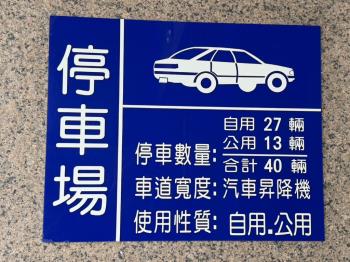 停車場
自用 27 輛
公用 13 輛
停車數量:
合計 40 輛
車道寬度: 汽車昇降機
使用性質: 自用.公用